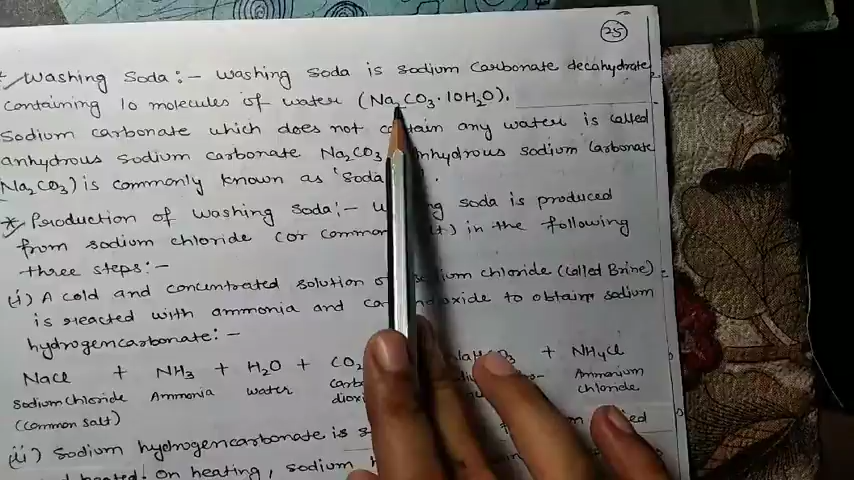 25
* Washing Soda:- Washing Soda is sodium carbonate decahydrate
containing 10 molecules of water (Na2CO3.10H2O).
Sodium carbonate which does not contain any water is called
anhydrous sodium carbonate Na2CO3 Anhydrous sodium carbonate
(Na2CO3) is commonly known as 'Soda
* Production of washing soda:- soda is produced
from sodium chloride (or common in the following
three steps:-
(i) A cold and concentrated solution of sodium chloride (called Brine)
is reacted with ammonia and to obtain sodium
hydrogencarbonate:-
NaCl + NH3 + H2O + CO2 + NH4Cl
Sodium chloride Ammonia water Ammonium
chloride
(Common salt)
(ii) Sodium hydrogencarbonate is
heated. On heating, sodium